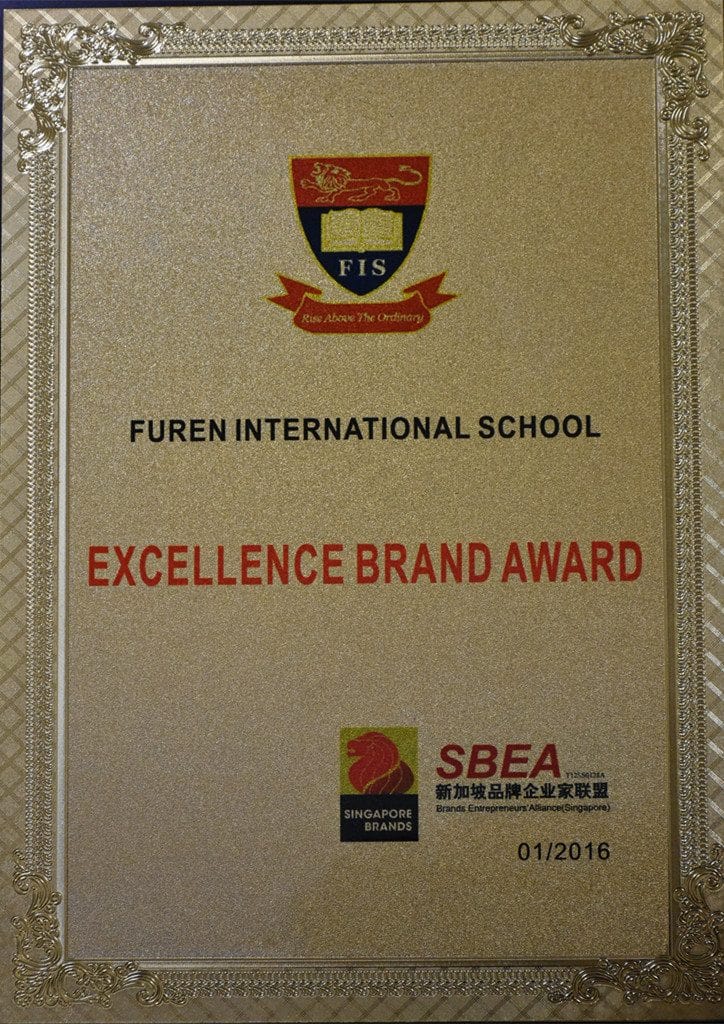 FIS
Rise Above The Ordinary
FUREN INTERNATIONAL SCHOOL
EXCELLENCE BRAND AWARD
SINGAPORE
BRANDS
SBEA
新加坡品牌企业家联盟
Brands Entrepreneurs'Alliance(Singapore)
01/2016